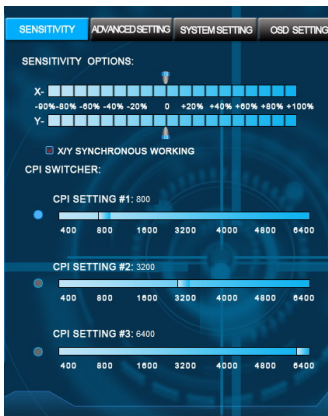 SENSITIVITY ADVANCED SETTING SYSTEM SETTING OSD SETTING
SENSITIVITY OPTIONS:
X-
-90%-80% -60% -40% -20% 0 +20% +40% +60% +80% +100%
Y-
X/Y SYNCHRONOUS WORKING
CPI SWITCHER:
CPI SETTING #1: 800
400 800 1600 3200 4000 4800 6400
CPI SETTING #2: 3200
400 800 1600 3200 4000 4800 6400
CPI SETTING #3: 6400
400 800 1600 3200 4000 4800 6400